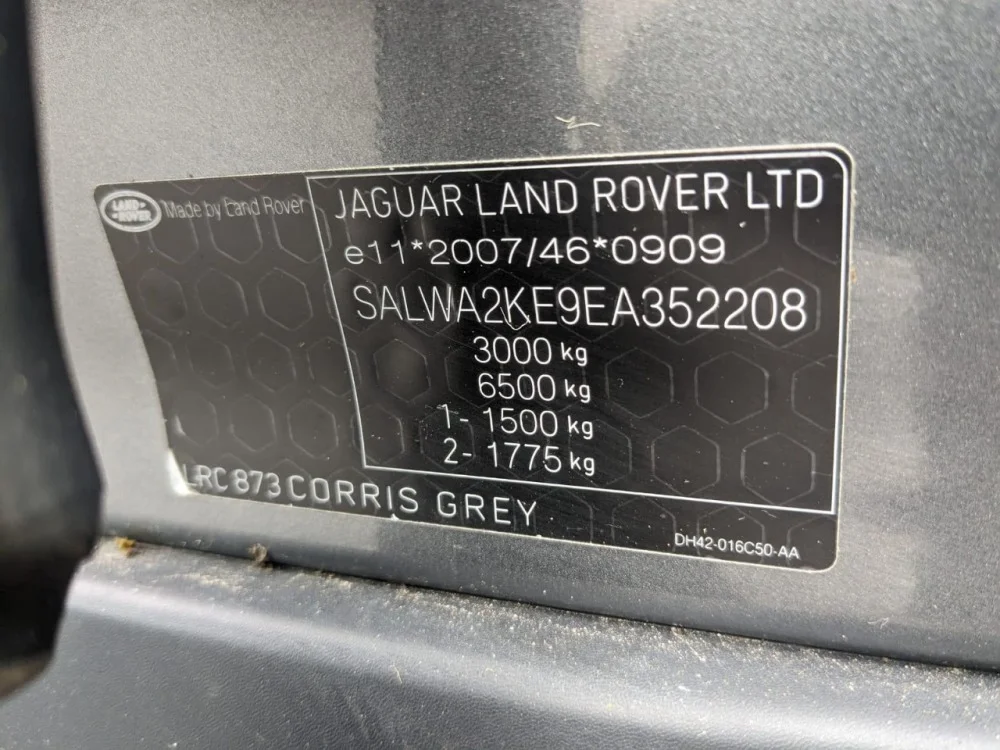 LAND
ROVER
Made by Land Rover
JAGUAR LAND ROVER LTD
e11*2007/46*0909
SALWA2KE9EA352208
3000 kg
6500 kg
1- 1500 kg
2- 1775 kg
LRC 873 CORRIS GREY
DH42-016C50-AA